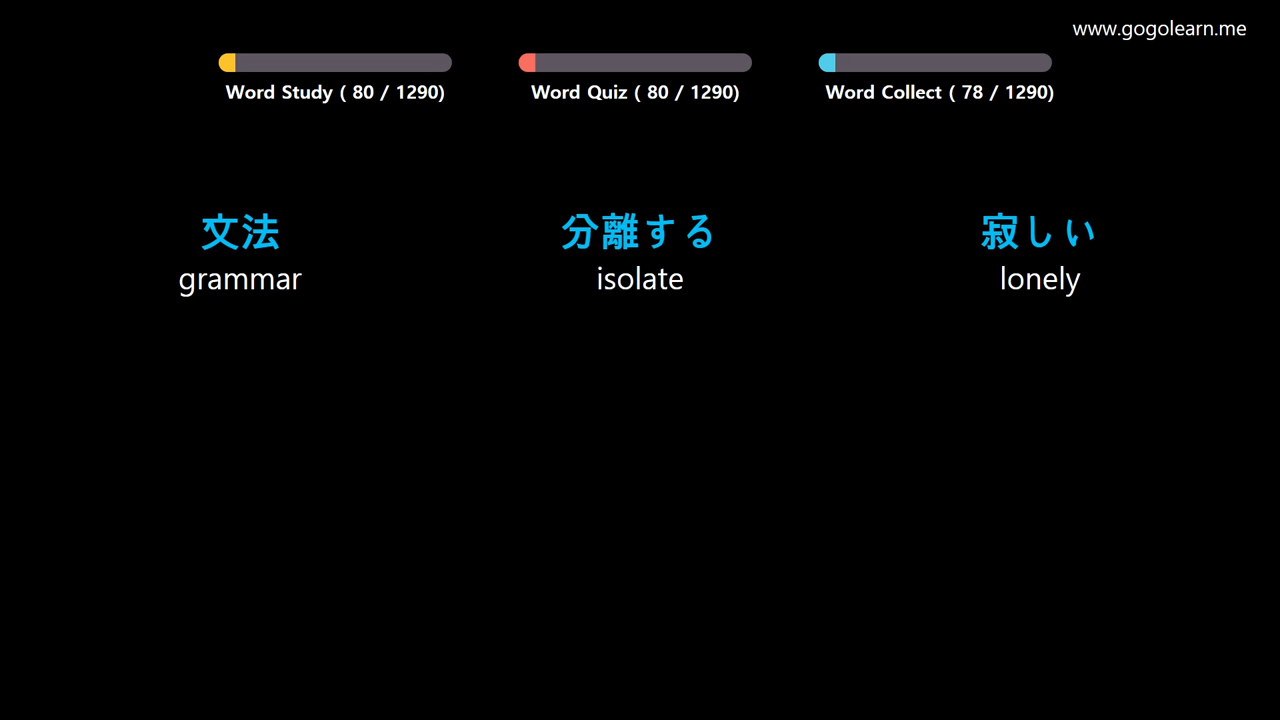 www.gogolearn.me
Word Study ( 80 / 1290)
Word Quiz ( 80 / 1290)
Word Collect ( 78 / 1290)
文法
grammar
分離する
isolate
寂しい
lonely